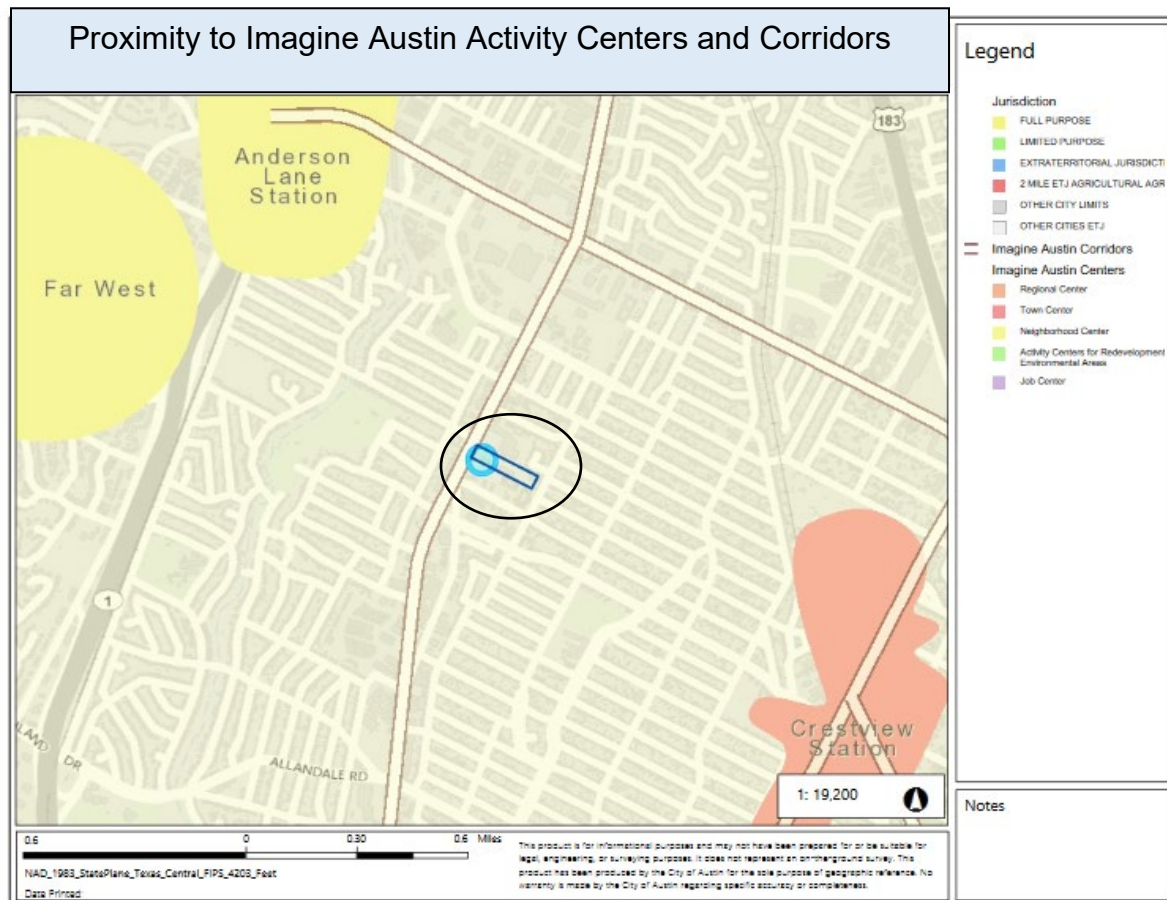 Proximity to Imagine Austin Activity Centers and Corridors
Anderson
Lane
Station
183
Far West
1
DR
ALLANDALE RD
Crestview
Station
1: 19,200
Legend
Jurisdiction
FULL PURPOSE
LIMITED PURPOSE
EXTRATERRITORIAL JURISDICTI
2 MILE ETJ AGRICULTURAL AGR
OTHER CITY LIMITS
OTHER CITIES ETJ
Imagine Austin Corridors
Imagine Austin Centers
Regional Center
Town Center
Neighborhood Center
Activity Centers for Redevelopment
Environmental Areas
Job Center
Notes
0.6 0 0.30 0.6 Miles
NAD_1983_StatePlane_Texas_Central_FIPS_4203_Feet
Date Printed:
This product is for informational purposes and may not have been prepared for or be suitable for
legal, engineering, or surveying purposes. It does not represent an on-the-ground survey. This
product has been produced by the City of Austin for the sole purpose of geographic reference. No
warranty is made by the City of Austin regarding specific accuracy or completeness.